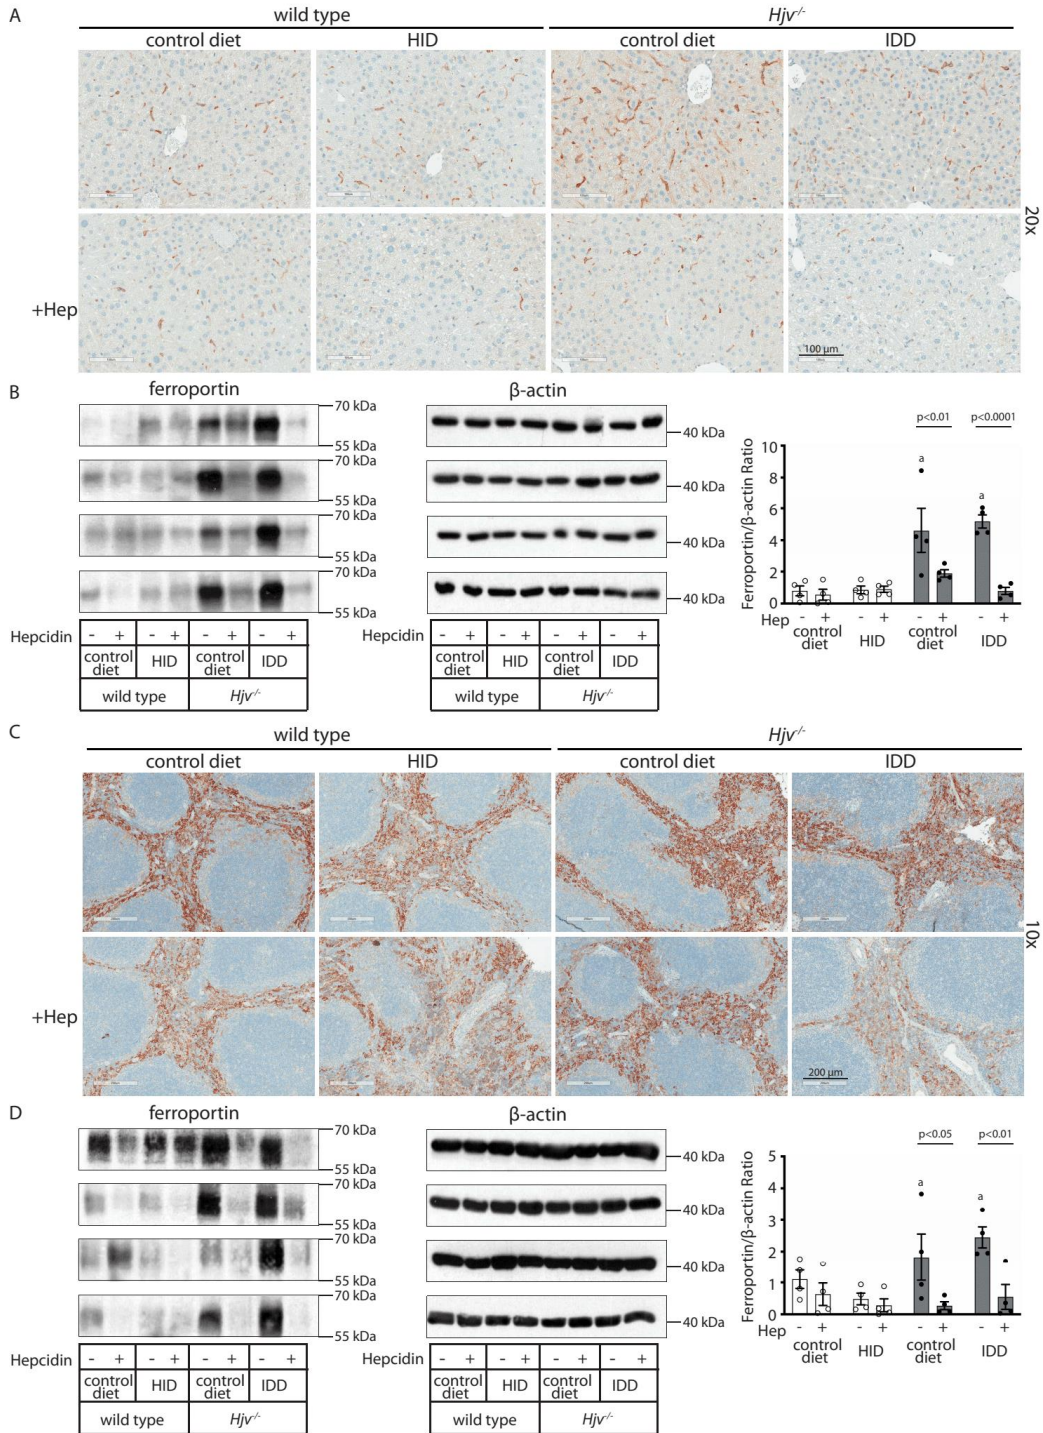 A
wild type
Hjv-/-
control diet
HID
control diet
IDD
20x
+Hep
100 µm
B
ferroportin
β-actin
70 kDa
55 kDa
70 kDa
55 kDa
70 kDa
55 kDa
70 kDa
55 kDa
40 kDa
40 kDa
40 kDa
40 kDa
Hepcidin - + - + - + - +
control diet HID control diet IDD
wild type Hjv-/-
Hepcidin - + - + - + - +
control diet HID control diet IDD
wild type Hjv-/-
p<0.01 p<0.0001
a a
Ferroportin/β-actin Ratio
10
8
6
4
2
0
Hep - + - + - + - +
control diet HID control diet IDD
C
wild type
Hjv-/-
control diet
HID
control diet
IDD
10x
+Hep
200 µm
D
ferroportin
β-actin
70 kDa
55 kDa
70 kDa
55 kDa
70 kDa
55 kDa
70 kDa
55 kDa
40 kDa
40 kDa
40 kDa
40 kDa
Hepcidin - + - + - + - +
control diet HID control diet IDD
wild type Hjv-/-
Hepcidin - + - + - + - +
control diet HID control diet IDD
wild type Hjv-/-
p<0.05 p<0.01
a a
Ferroportin/β-actin Ratio
5
4
3
2
1
0
Hep - + - + - + - +
control diet HID control diet IDD